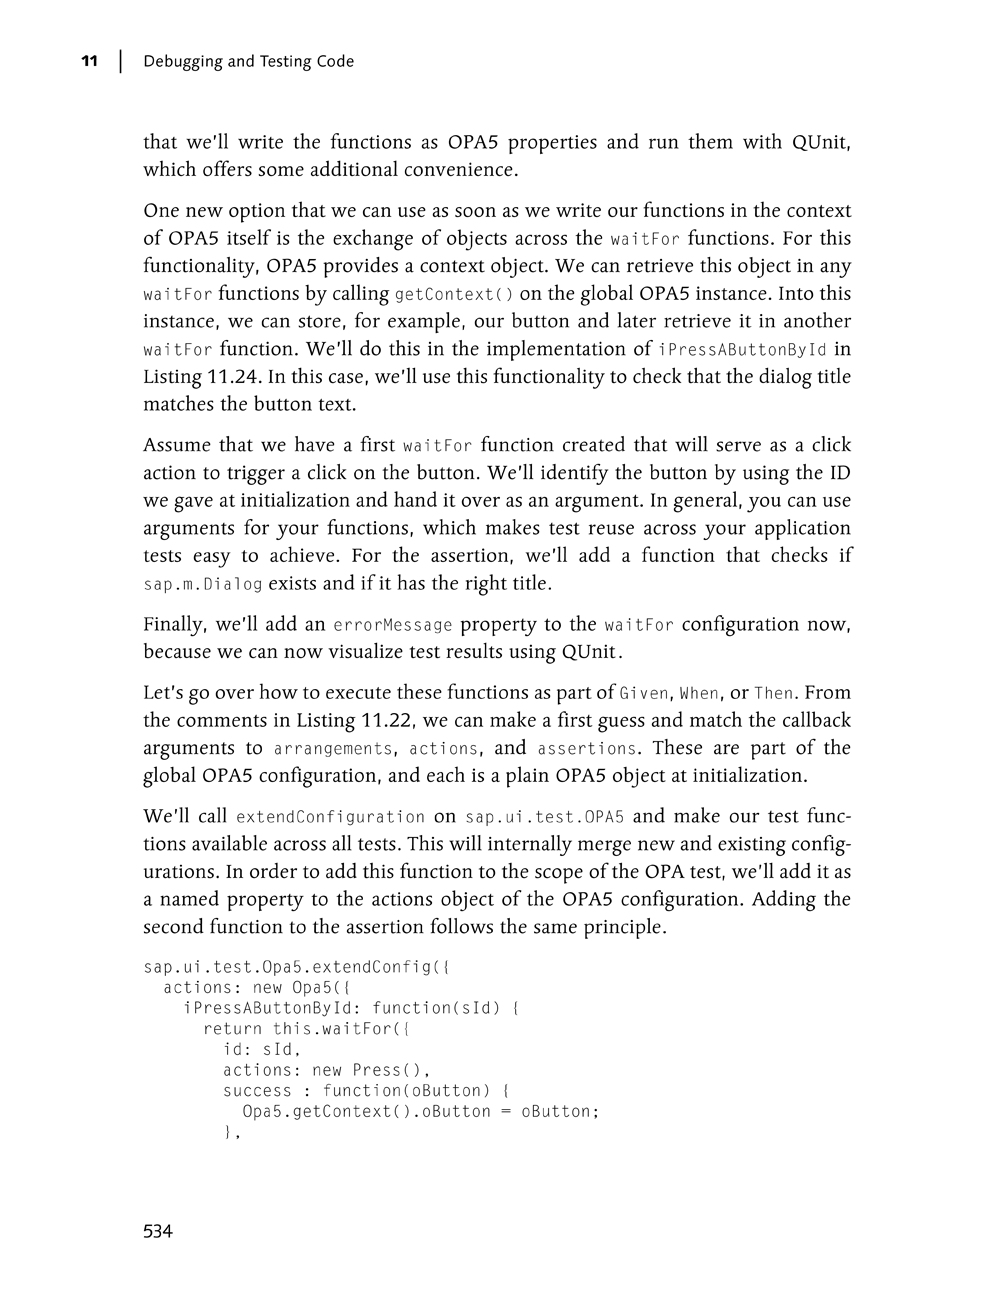 11 | Debugging and Testing Code
that we'll write the functions as OPA5 properties and run them with QUnit,
which offers some additional convenience.
One new option that we can use as soon as we write our functions in the context
of OPA5 itself is the exchange of objects across the waitFor functions. For this
functionality, OPA5 provides a context object. We can retrieve this object in any
waitFor functions by calling getContext() on the global OPA5 instance. Into this
instance, we can store, for example, our button and later retrieve it in another
waitFor function. We'll do this in the implementation of iPressAButtonById in
Listing 11.24. In this case, we'll use this functionality to check that the dialog title
matches the button text.
Assume that we have a first waitFor function created that will serve as a click
action to trigger a click on the button. We'll identify the button by using the ID
we gave at initialization and hand it over as an argument. In general, you can use
arguments for your functions, which makes test reuse across your application
tests easy to achieve. For the assertion, we'll add a function that checks if
sap.m.Dialog exists and if it has the right title.
Finally, we'll add an errorMessage property to the waitFor configuration now,
because we can now visualize test results using QUnit.
Let's go over how to execute these functions as part of Given, When, or Then. From
the comments in Listing 11.22, we can make a first guess and match the callback
arguments to arrangements, actions, and assertions. These are part of the
global OPA5 configuration, and each is a plain OPA5 object at initialization.
We'll call extendConfiguration on sap.ui.test.OPA5 and make our test func-
tions available across all tests. This will internally merge new and existing config-
urations. In order to add this function to the scope of the OPA test, we'll add it as
a named property to the actions object of the OPA5 configuration. Adding the
second function to the assertion follows the same principle.
sap.ui.test.Opa5.extendConfig({
  actions: new Opa5({
    iPressAButtonById: function(sId) {
      return this.waitFor({
        id: sId,
        actions: new Press(),
        success : function(oButton) {
          Opa5.getContext().oButton = oButton;
        },
534